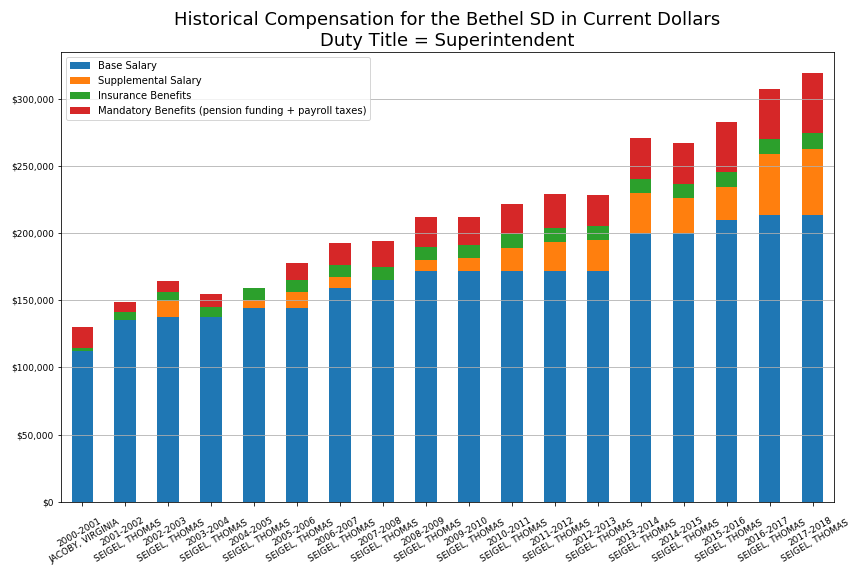 Historical Compensation for the Bethel SD in Current Dollars
Duty Title = Superintendent
Base Salary
Supplemental Salary
Insurance Benefits
Mandatory Benefits (pension funding + payroll taxes)
$300,000
$250,000
$200,000
$150,000
$100,000
$50,000
$0
2000-2001
JACOBY, VIRGINIA
2001-2002
SEIGEL, THOMAS
2002-2003
SEIGEL, THOMAS
2003-2004
SEIGEL, THOMAS
2004-2005
SEIGEL, THOMAS
2005-2006
SEIGEL, THOMAS
2006-2007
SEIGEL, THOMAS
2007-2008
SEIGEL, THOMAS
2008-2009
SEIGEL, THOMAS
2009-2010
SEIGEL, THOMAS
2010-2011
SEIGEL, THOMAS
2011-2012
SEIGEL, THOMAS
2012-2013
SEIGEL, THOMAS
2013-2014
SEIGEL, THOMAS
2014-2015
SEIGEL, THOMAS
2015-2016
SEIGEL, THOMAS
2016-2017
SEIGEL, THOMAS
2017-2018
SEIGEL, THOMAS